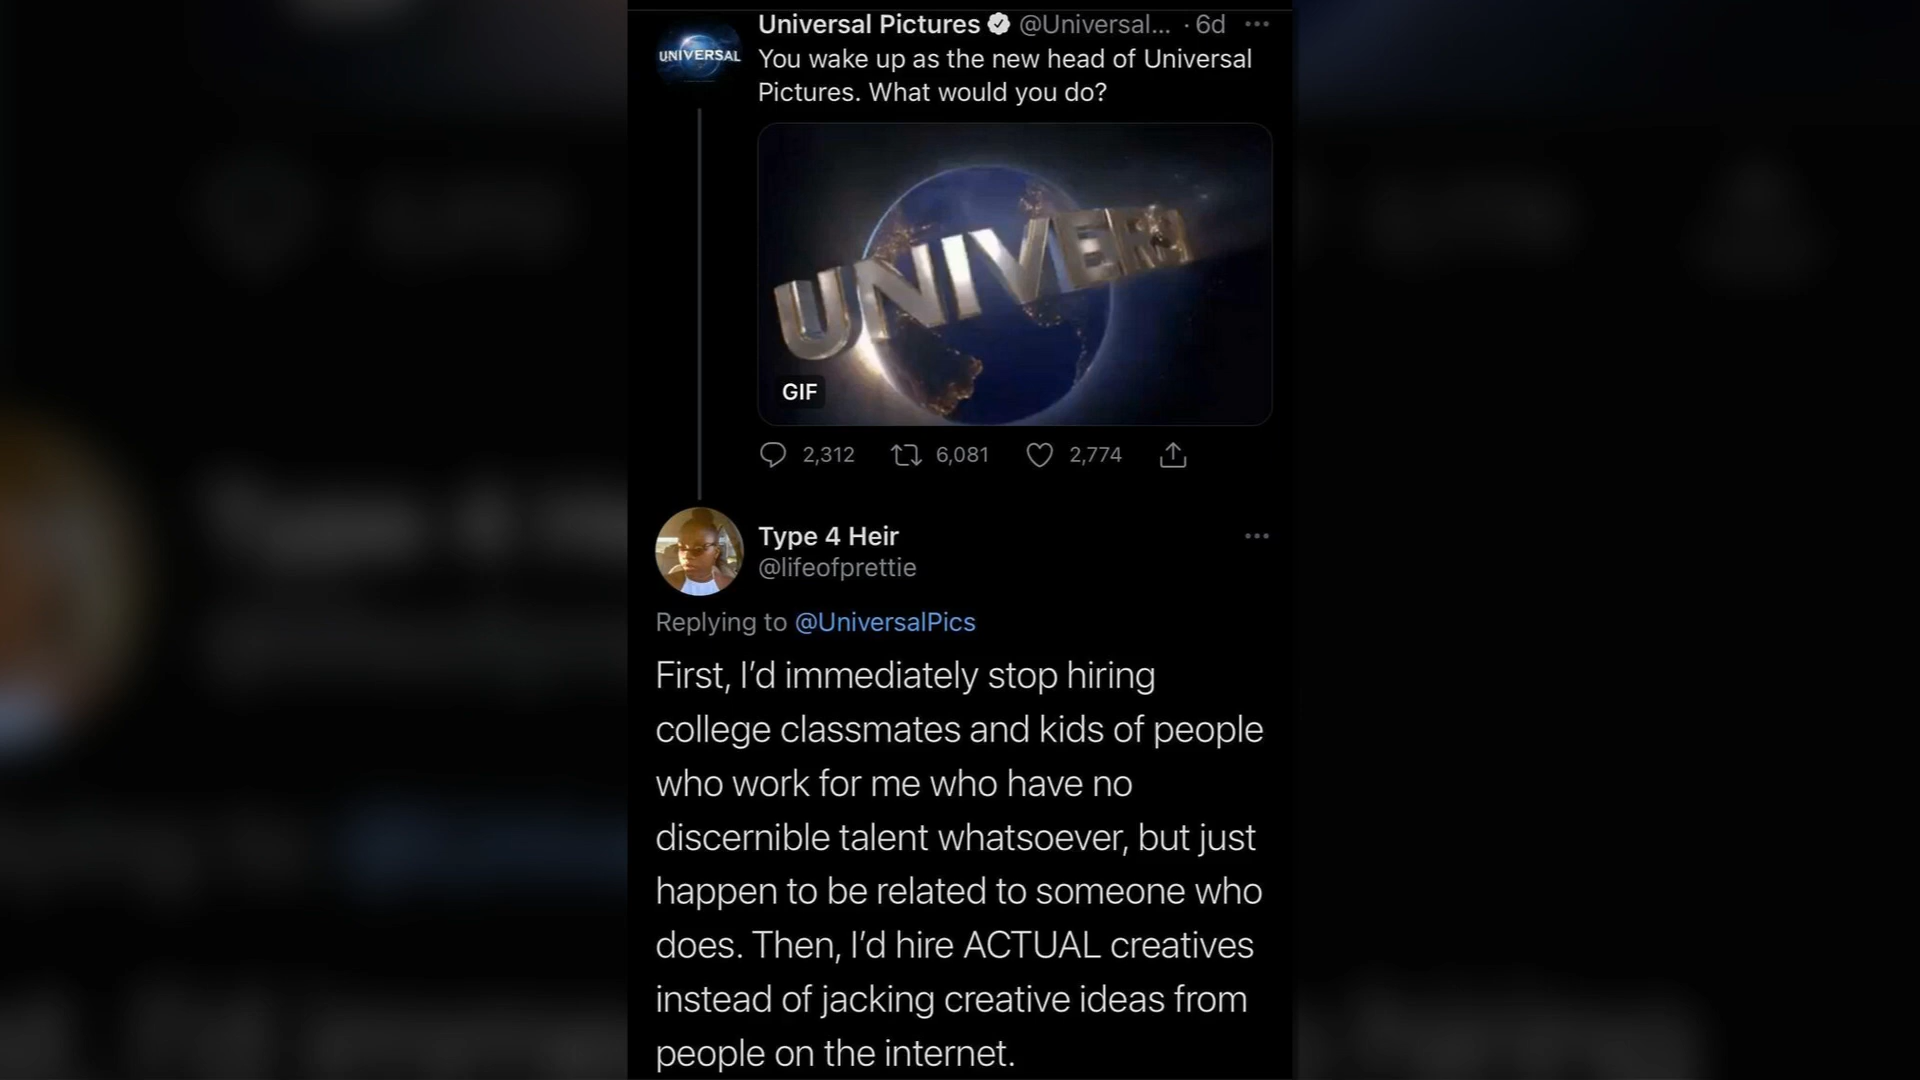 Universal Pictures @Universal... · 6d
UNIVERSAL
You wake up as the new head of Universal
Pictures. What would you do?
UNIVERS
GIF
2,312 6,081 2,774
Type 4 Heir
@lifeofprettie
Replying to @UniversalPics
First, I’d immediately stop hiring
college classmates and kids of people
who work for me who have no
discernible talent whatsoever, but just
happen to be related to someone who
does. Then, I’d hire ACTUAL creatives
instead of jacking creative ideas from
people on the internet.